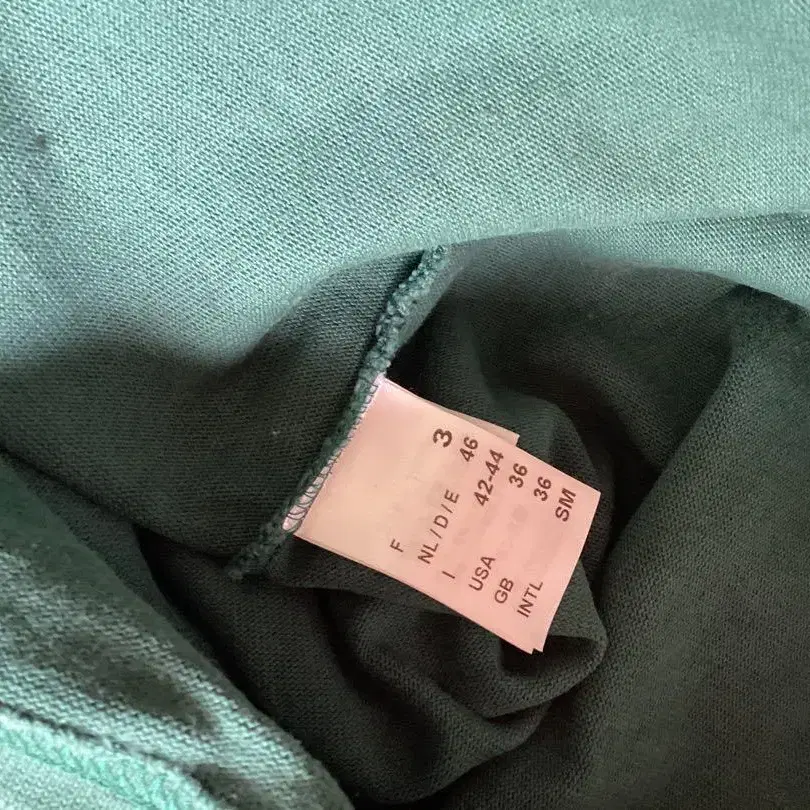 F 3
NL/D/E 46
I 42-44
USA 36
GB 36
INTL SM